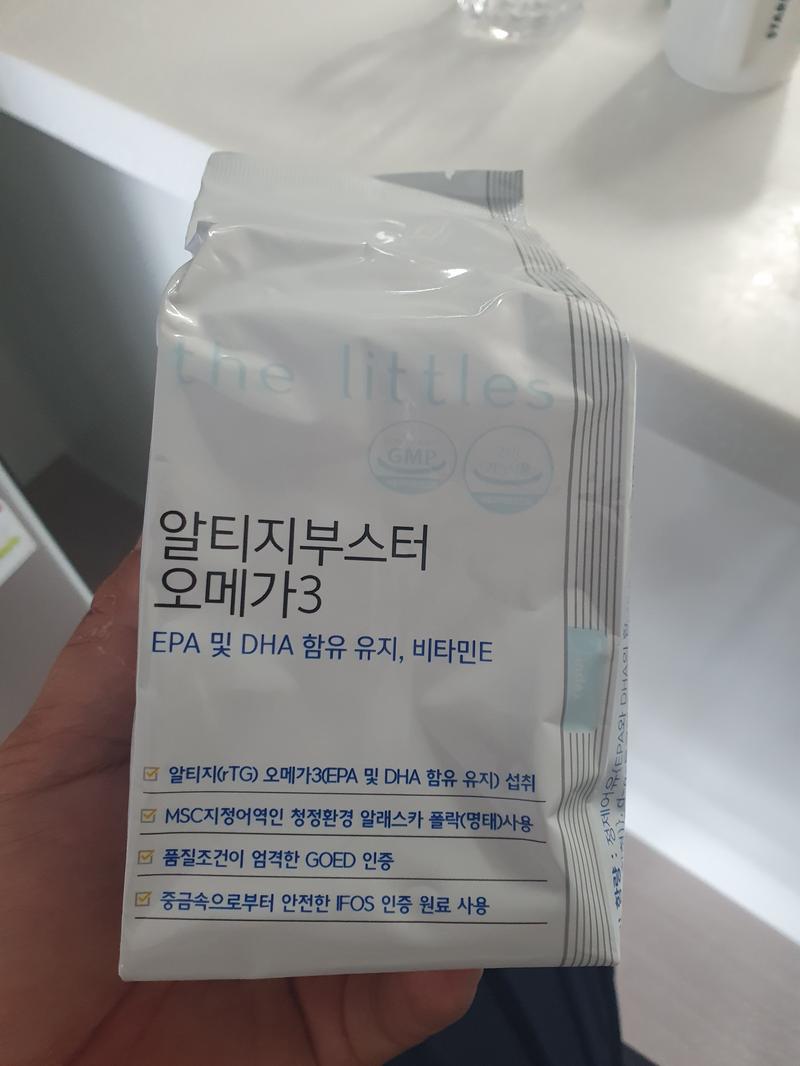 the littles
GMP
알티지부스터
오메가3
EPA 및 DHA 함유 유지, 비타민E
알티지(rTG) 오메가3(EPA 및 DHA 함유 유지) 섭취
MSC지정어역인 청정환경 알래스카 폴락(명태)사용
품질조건이 엄격한 GOED 인증
중금속으로부터 안전한 IFOS 인증 원료 사용